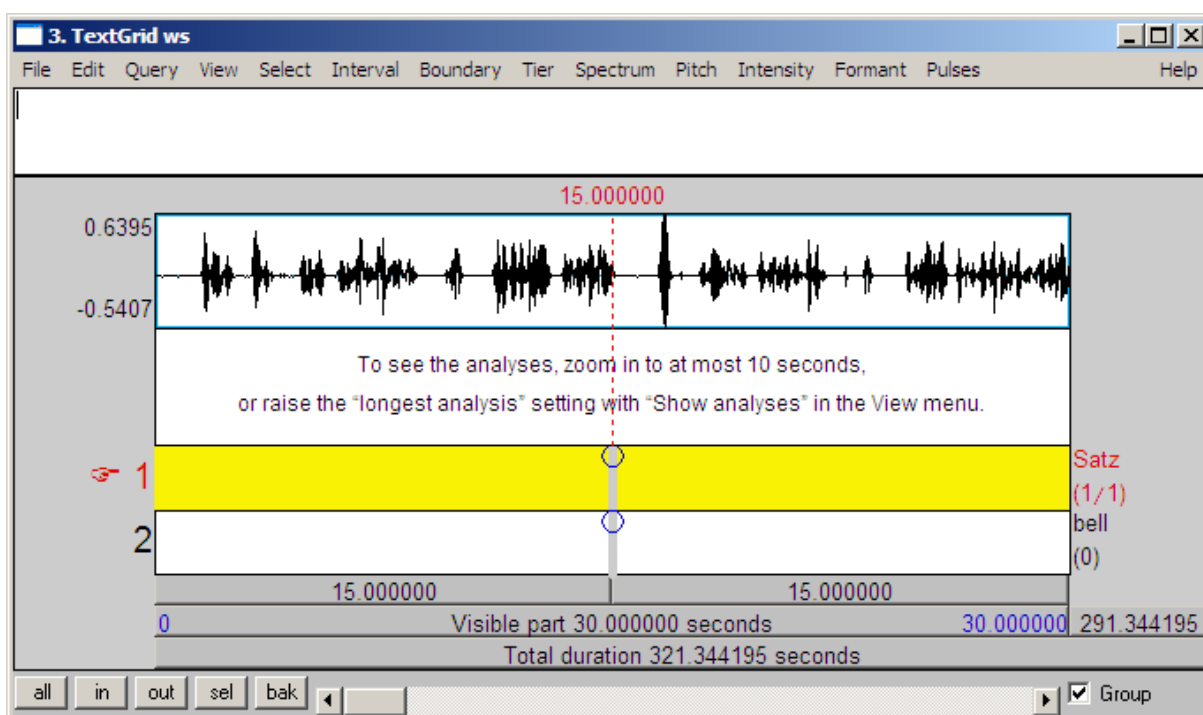 3. TextGrid ws
File Edit Query View Select Interval Boundary Tier Spectrum Pitch Intensity Formant Pulses Help
15.000000
0.6395
-0.5407
To see the analyses, zoom in to at most 10 seconds,
or raise the “longest analysis” setting with “Show analyses” in the View menu.
1 Satz
(1/1)
2 bell
(0)
15.000000 15.000000
0 Visible part 30.000000 seconds 30.000000 291.344195
Total duration 321.344195 seconds
all in out sel bak Group